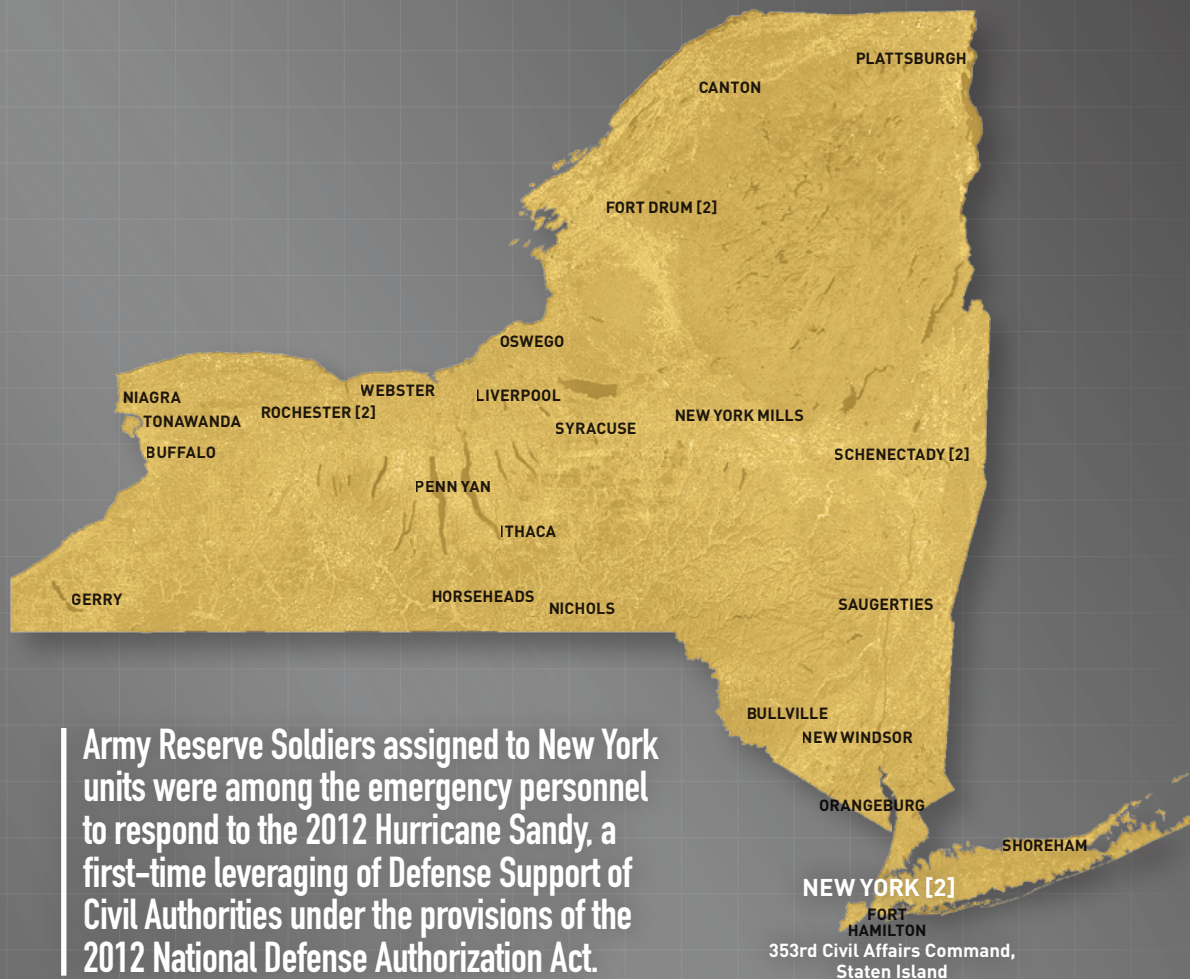 PLATTSBURGH
CANTON
FORT DRUM [2]
OSWEGO
WEBSTER
LIVERPOOL
NIAGRA
ROCHESTER [2]
NEW YORK MILLS
TONAWANDA
SYRACUSE
BUFFALO
SCHENECTADY [2]
PENN YAN
ITHACA
HORSEHEADS
GERRY
NICHOLS
SAUGERTIES
BULLVILLE
NEW WINDSOR
ORANGEBURG
SHOREHAM
NEW YORK [2]
FORT
HAMILTON
353rd Civil Affairs Command,
Staten Island
Army Reserve Soldiers assigned to New York
units were among the emergency personnel
to respond to the 2012 Hurricane Sandy, a
first-time leveraging of Defense Support of
Civil Authorities under the provisions of the
2012 National Defense Authorization Act.